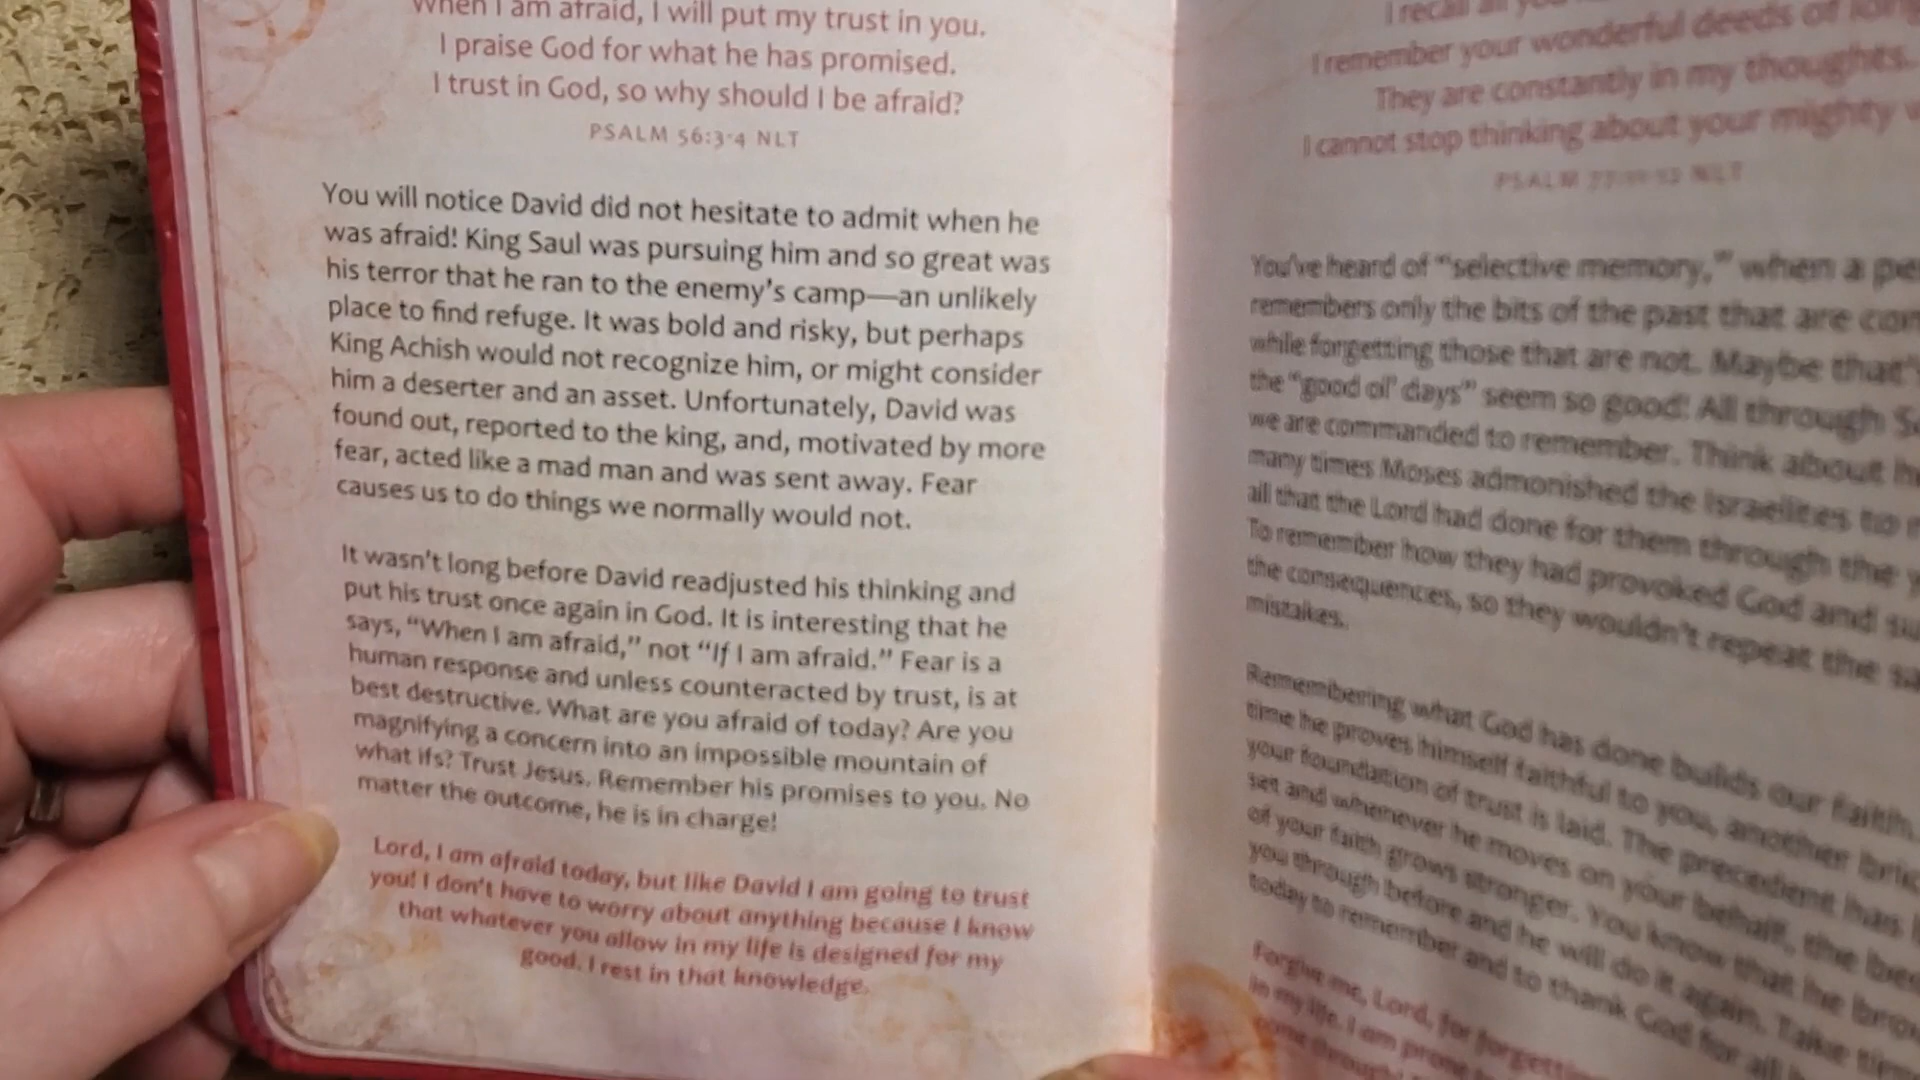 When I am afraid, I will put my trust in you.
I praise God for what he has promised.
I trust in God, so why should I be afraid?
PSALM 56:3-4 NLT
You will notice David did not hesitate to admit when he
was afraid! King Saul was pursuing him and so great was
his terror that he ran to the enemy's camp—an unlikely
place to find refuge. It was bold and risky, but perhaps
King Achish would not recognize him, or might consider
him a deserter and an asset. Unfortunately, David was
found out, reported to the king, and, motivated by more
fear, acted like a mad man and was sent away. Fear
causes us to do things we normally would not.
It wasn't long before David readjusted his thinking and
put his trust once again in God. It is interesting that he
says, "When I am afraid," not "If I am afraid." Fear is a
human response and unless counteracted by trust, is at
best destructive. What are you afraid of today? Are you
magnifying a concern into an impossible mountain of
what ifs? Trust Jesus. Remember his promises to you. No
matter the outcome, he is in charge!
Lord, I am afraid today, but like David I am going to trust
you! I don't have to worry about anything because I know
that whatever you allow in my life is designed for my
good. I rest in that knowledge.
I recall all you
I remember your wonderful deeds of long
They are constantly in my thoughts.
I cannot stop thinking about your mighty
PSALM NLT
You've heard of "selective memory," when a
remembers only the bits of the past that are
while forgetting those that are not. Maybe that's
the "good ol' days" seem so good! All through
we are commanded to remember. Think about
many times Moses admonished the Israelites to
all that the Lord had done for them through the
To remember how they had provoked God and
the consequences, so they wouldn't repeat the
mistakes.
Remembering what God has done builds our faith.
time he proves himself faithful to you, another
your foundation of trust is laid. The precedent has
set and whenever he moves on your behalf, the
of your faith grows stronger. You know that he
you through before and he will do it again. Take
today to remember and to thank God for all
Forgive me, Lord, for
in my life. I am